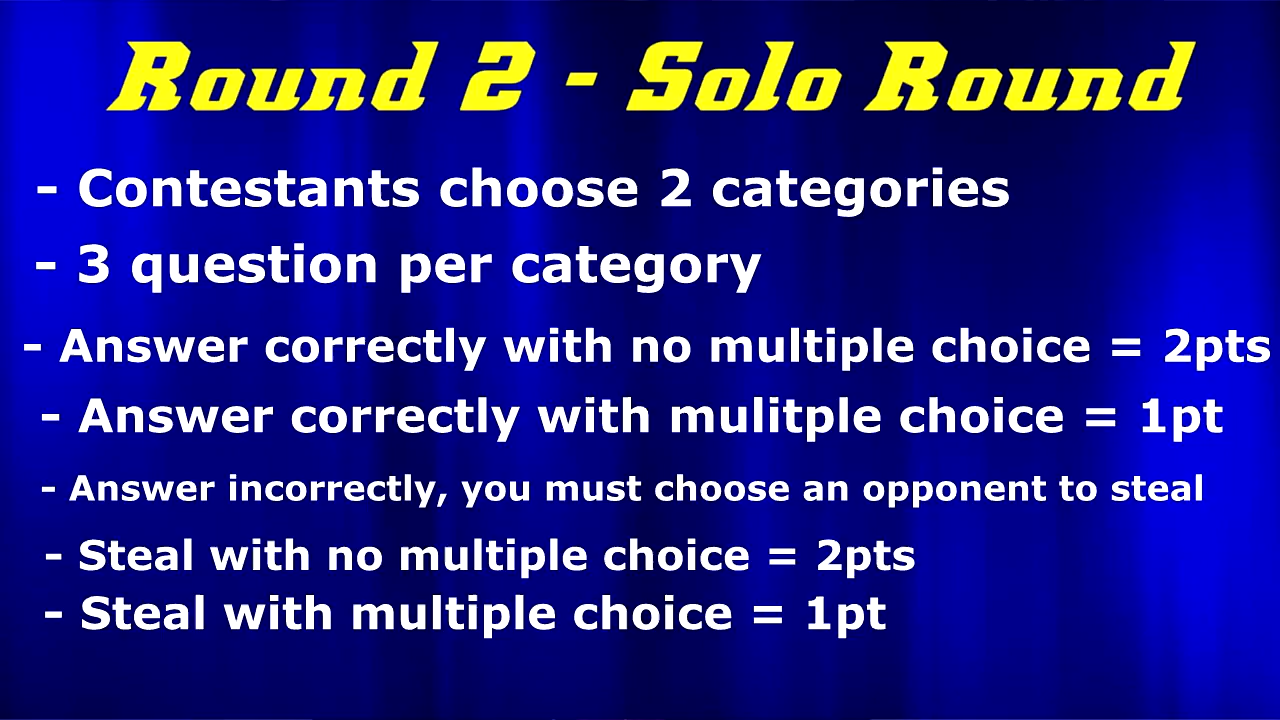 Round 2 - Solo Round
- Contestants choose 2 categories
- 3 question per category
- Answer correctly with no multiple choice = 2pts
- Answer correctly with mulitple choice = 1pt
- Answer incorrectly, you must choose an opponent to steal
- Steal with no multiple choice = 2pts
- Steal with multiple choice = 1pt